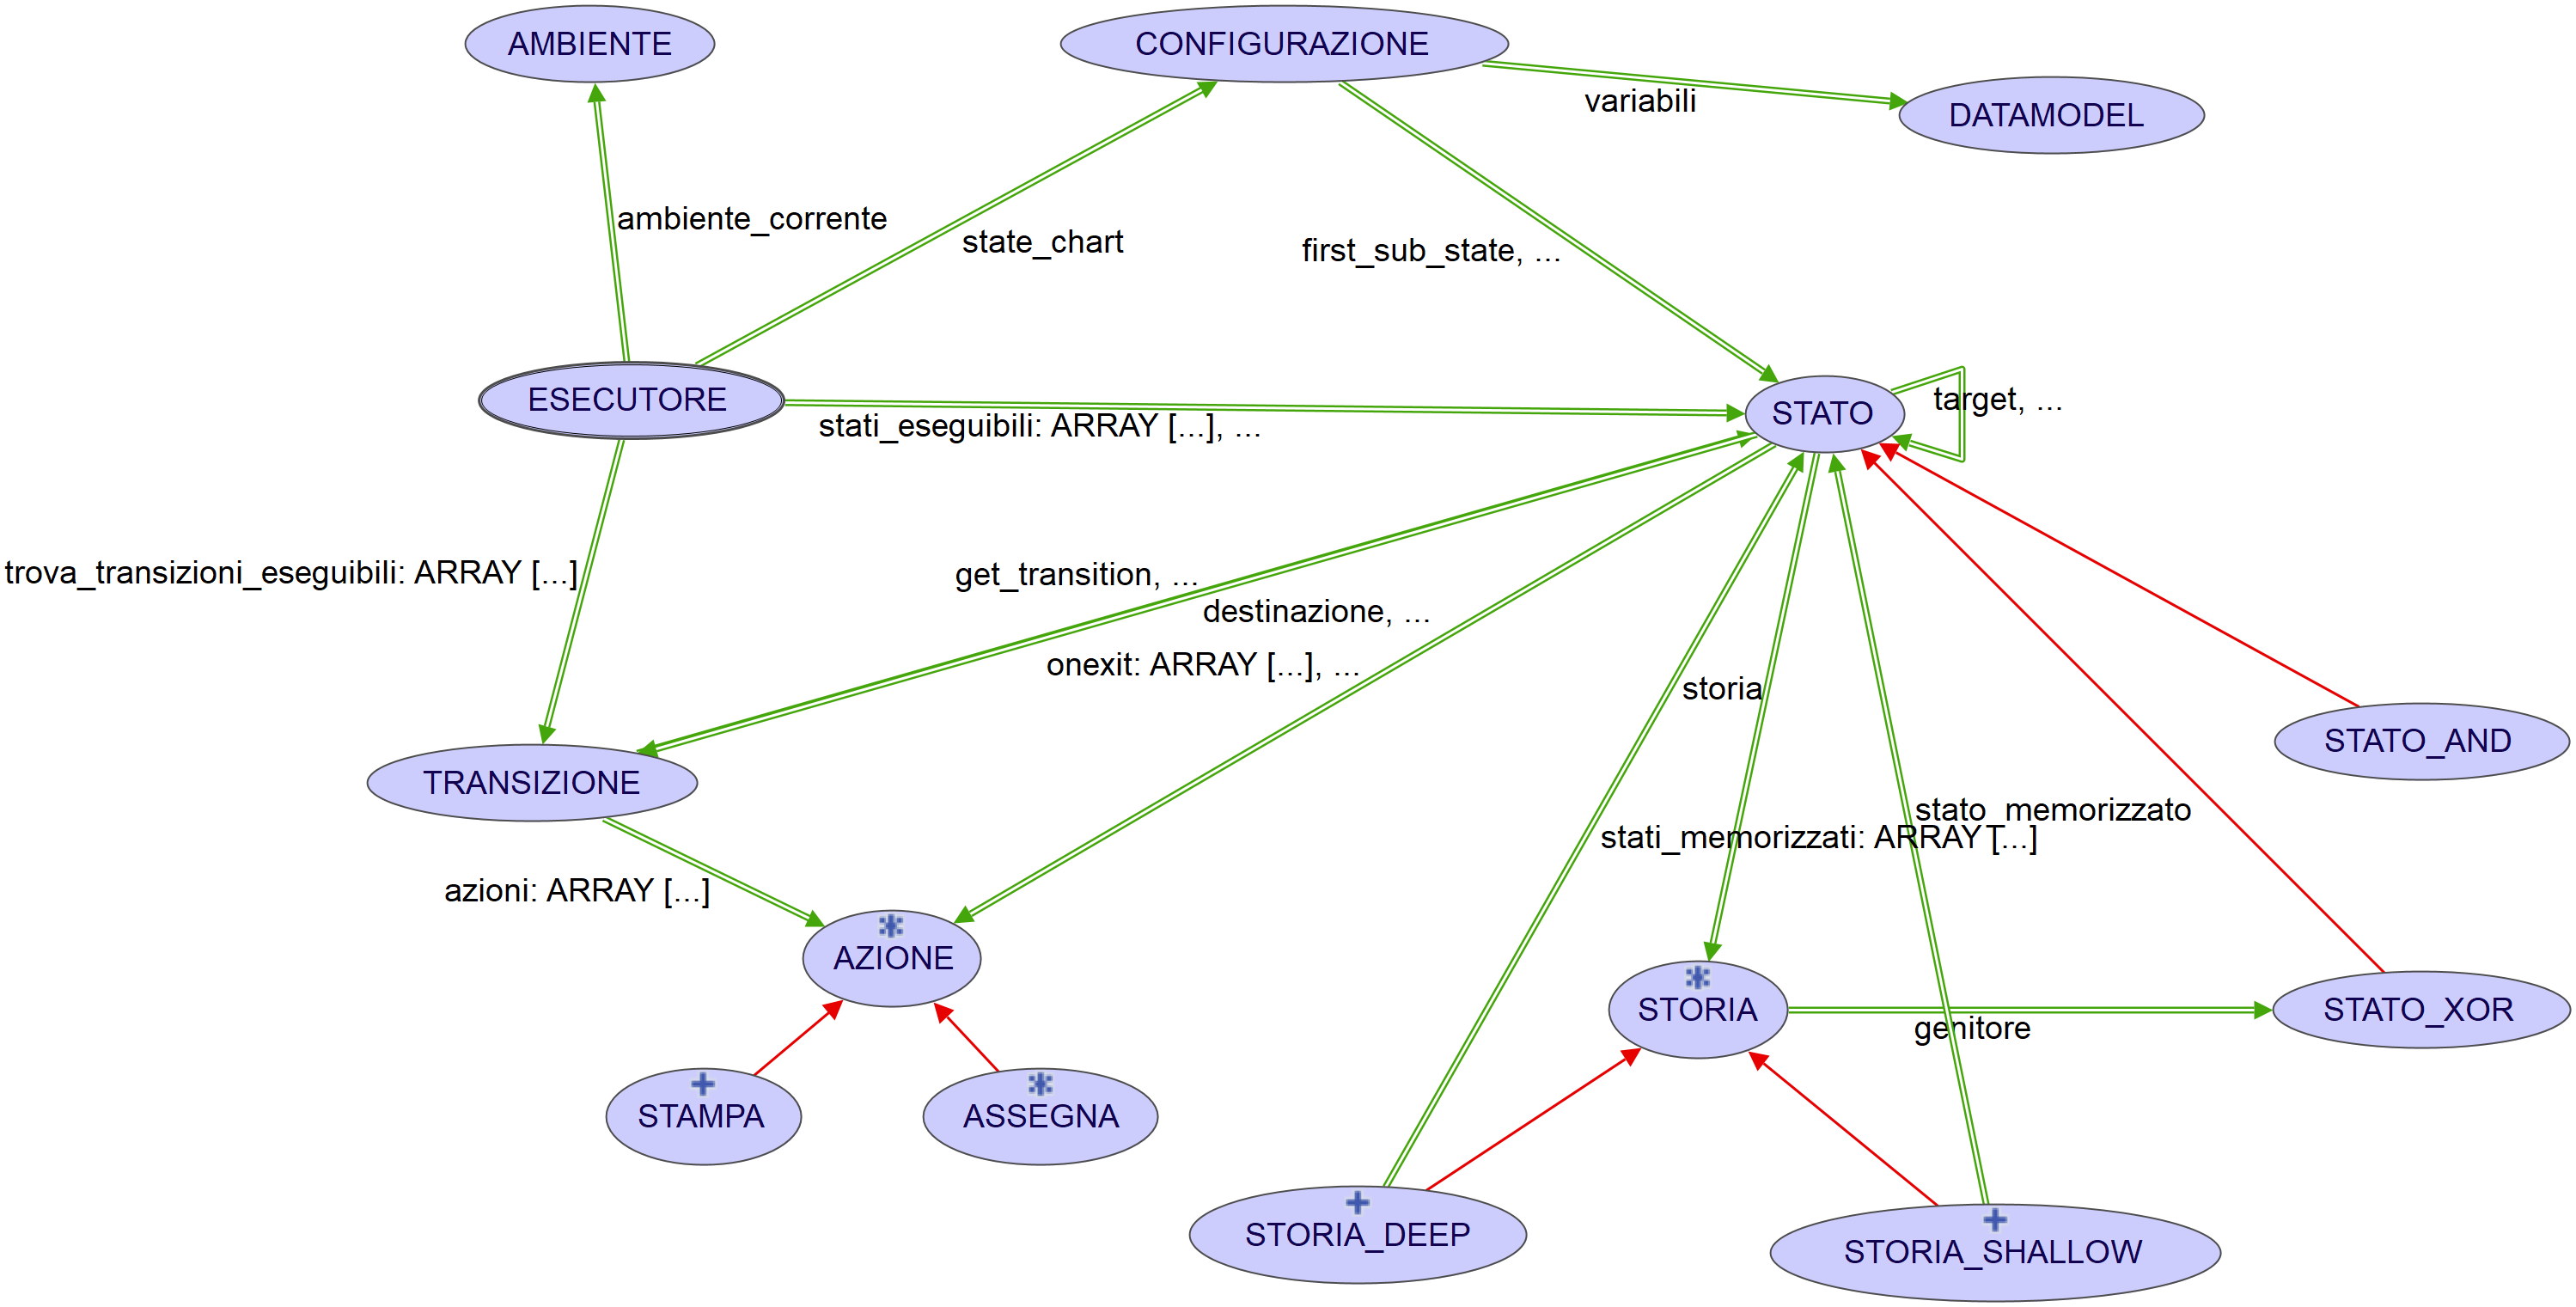 AMBIENTE
CONFIGURAZIONE
variabili
DATAMODEL
ambiente_corrente
state_chart
first_sub_state, ...
ESECUTORE
stati_eseguibili: ARRAY [...], ...
STATO
target, ...
trova_transizioni_eseguibili: ARRAY [...]
get_transition, ...
destinazione, ...
onexit: ARRAY [...], ...
storia
STATO_AND
TRANSIZIONE
stato_memorizzato
stati_memorizzati: ARRAY [...]
azioni: ARRAY [...]
AZIONE
STORIA
genitore
STATO_XOR
STAMPA
ASSEGNA
STORIA_DEEP
STORIA_SHALLOW